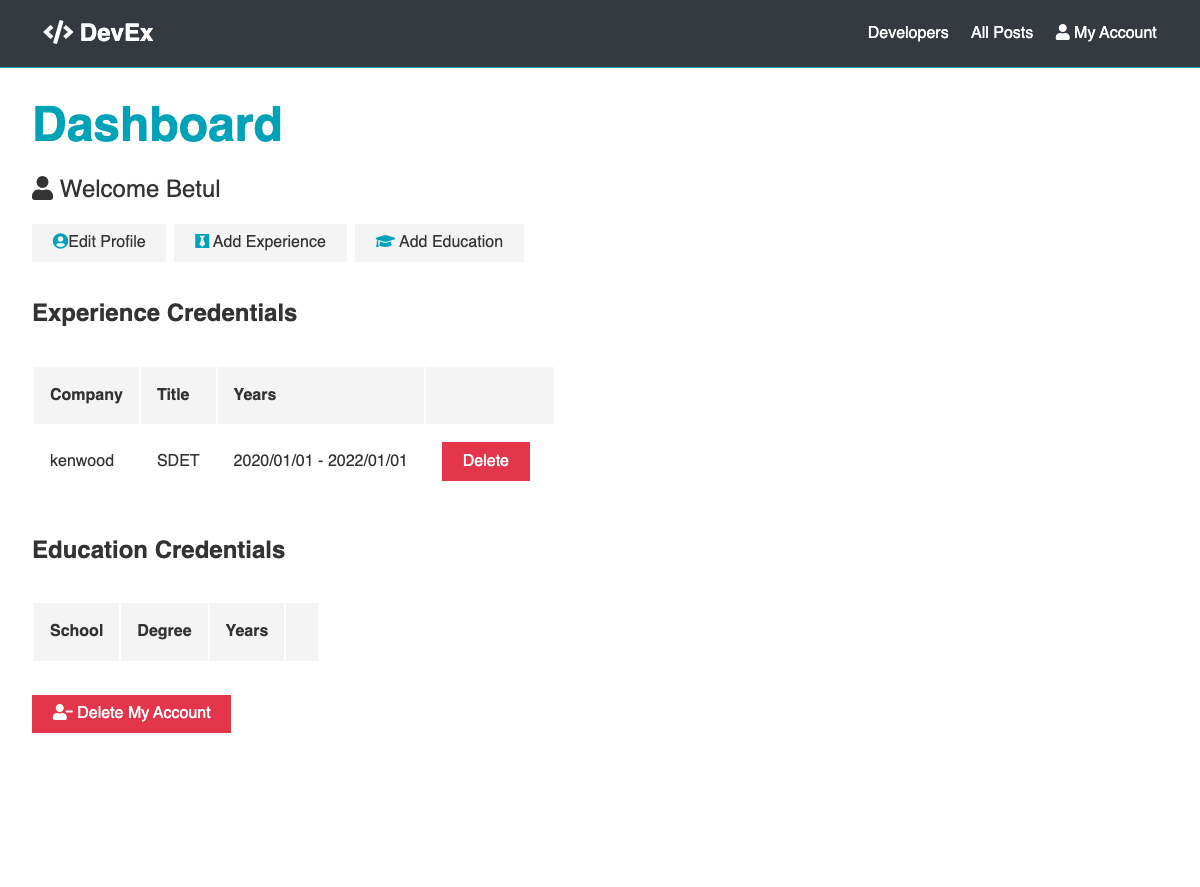 DevEx Developers All Posts My Account
Dashboard
Welcome Betul
Edit Profile Add Experience Add Education
Experience Credentials
Company Title Years
kenwood SDET 2020/01/01 - 2022/01/01 Delete
Education Credentials
School Degree Years
Delete My Account